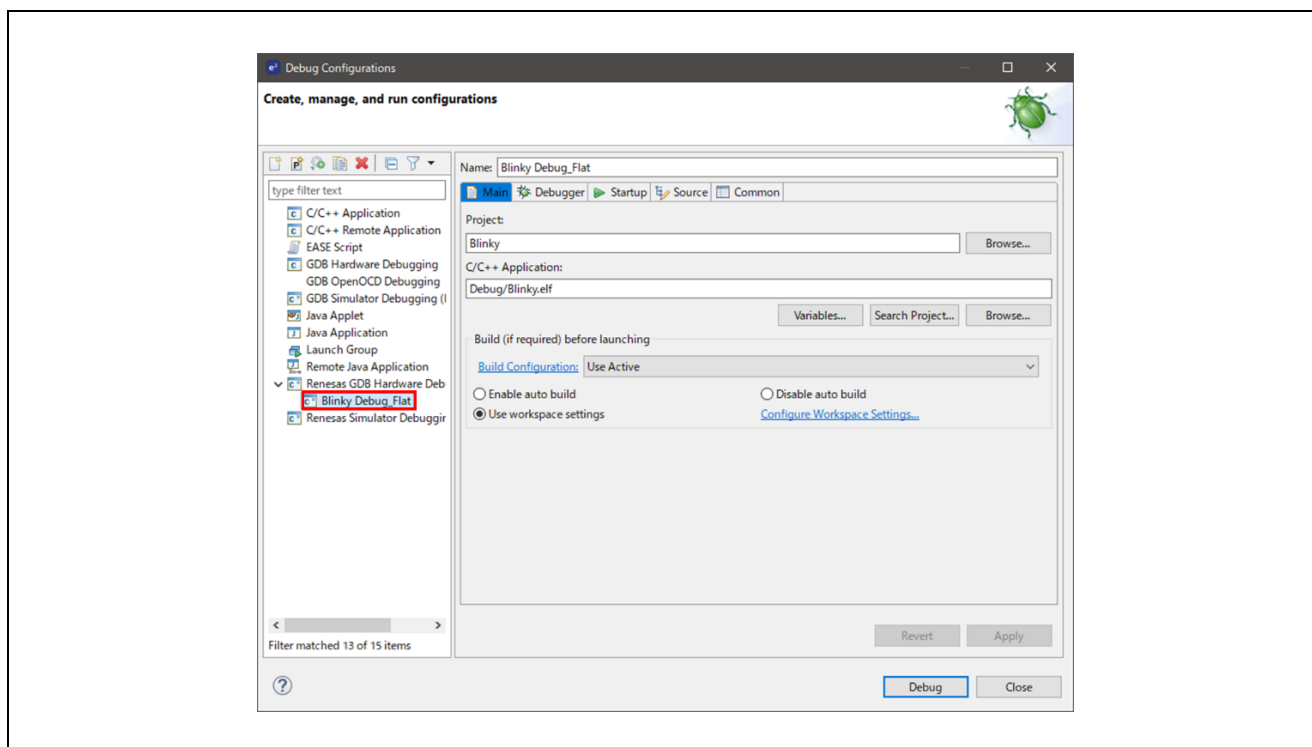 Debug Configurations
Create, manage, and run configurations
Name: Blinky Debug_Flat
type filter text
Main Debugger Startup Source Common
C/C++ Application
C/C++ Remote Application
EASE Script
GDB Hardware Debugging
GDB OpenOCD Debugging
GDB Simulator Debugging (
Java Applet
Java Application
Launch Group
Remote Java Application
Renesas GDB Hardware Deb
Blinky Debug_Flat
Renesas Simulator Debuggin
Filter matched 13 of 15 items
Project:
Blinky
Browse...
C/C++ Application:
Debug/Blinky.elf
Variables... Search Project... Browse...
Build (if required) before launching
Build Configuration: Use Active
Enable auto build Disable auto build
Use workspace settings Configure Workspace Settings...
Revert Apply
Debug Close